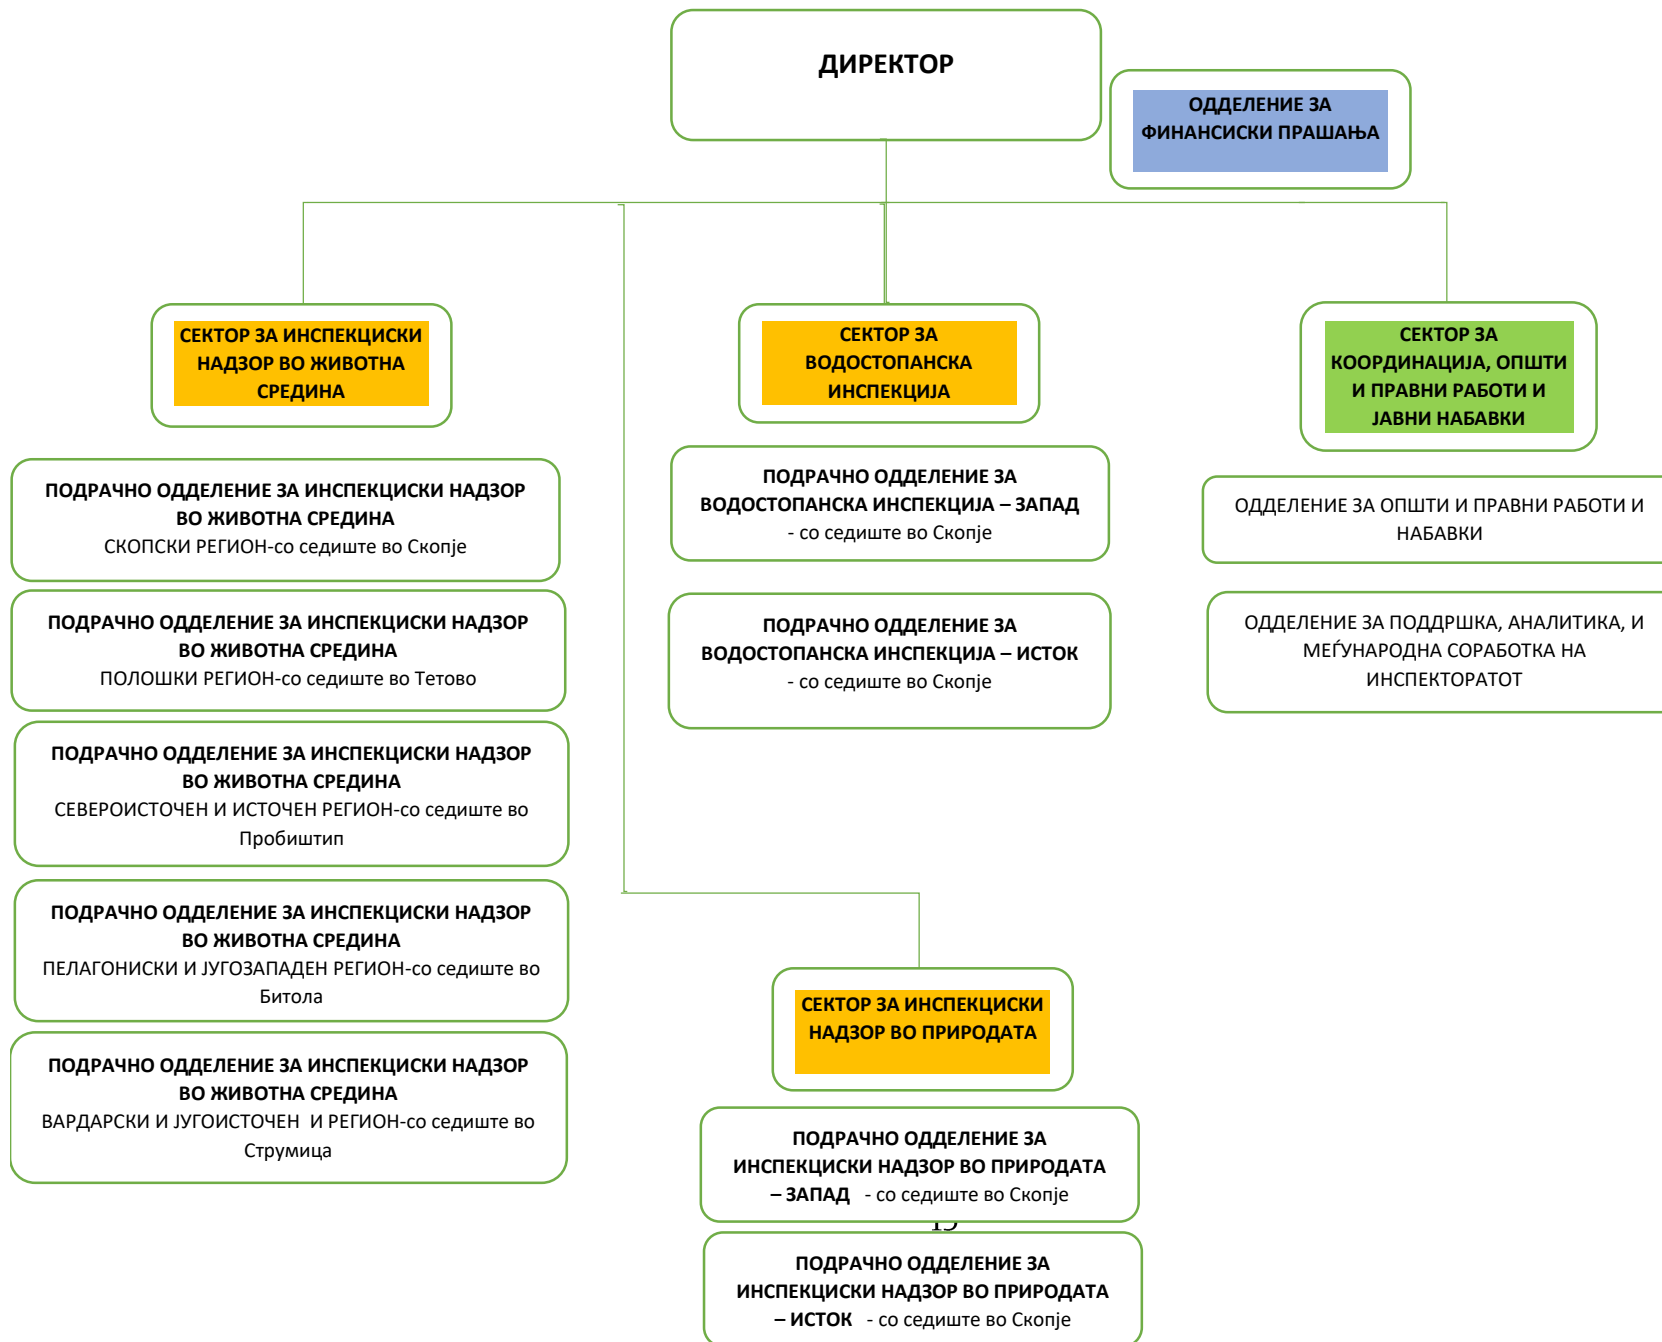 ДИРЕКТОР
ОДДЕЛЕНИЕ ЗА
ФИНАНСИСКИ ПРАШАЊА
СЕКТОР ЗА ИНСПЕКЦИСКИ
НАДЗОР ВО ЖИВОТНА
СРЕДИНА
ПОДРАЧНО ОДДЕЛЕНИЕ ЗА ИНСПЕКЦИСКИ НАДЗОР
ВО ЖИВОТНА СРЕДИНА
СКОПСКИ РЕГИОН-со седиште во Скопје
ПОДРАЧНО ОДДЕЛЕНИЕ ЗА ИНСПЕКЦИСКИ НАДЗОР
ВО ЖИВОТНА СРЕДИНА
ПОЛОШКИ РЕГИОН-со седиште во Тетово
ПОДРАЧНО ОДДЕЛЕНИЕ ЗА ИНСПЕКЦИСКИ НАДЗОР
ВО ЖИВОТНА СРЕДИНА
СЕВЕРОИСТОЧЕН И ИСТОЧЕН РЕГИОН-со седиште во
Пробиштип
ПОДРАЧНО ОДДЕЛЕНИЕ ЗА ИНСПЕКЦИСКИ НАДЗОР
ВО ЖИВОТНА СРЕДИНА
ПЕЛАГОНИСКИ И ЈУГОЗАПАДЕН РЕГИОН-со седиште во
Битола
ПОДРАЧНО ОДДЕЛЕНИЕ ЗА ИНСПЕКЦИСКИ НАДЗОР
ВО ЖИВОТНА СРЕДИНА
ВАРДАРСКИ И ЈУГОИСТОЧЕН  И РЕГИОН-со седиште во
Струмица
СЕКТОР ЗА
ВОДОСТОПАНСКА
ИНСПЕКЦИЈА
ПОДРАЧНО ОДДЕЛЕНИЕ ЗА
ВОДОСТОПАНСКА ИНСПЕКЦИЈА – ЗАПАД
- со седиште во Скопје
ПОДРАЧНО ОДДЕЛЕНИЕ ЗА
ВОДОСТОПАНСКА ИНСПЕКЦИЈА – ИСТОК
- со седиште во Скопје
СЕКТОР ЗА
КООРДИНАЦИЈА, ОПШТИ
И ПРАВНИ РАБОТИ И
ЈАВНИ НАБАВКИ
ОДДЕЛЕНИЕ ЗА ОПШТИ И ПРАВНИ РАБОТИ И
НАБАВКИ
ОДДЕЛЕНИЕ ЗА ПОДДРШКА, АНАЛИТИКА, И
МЕЃУНАРОДНА СОРАБОТКА НА
ИНСПЕКТОРАТОТ
СЕКТОР ЗА ИНСПЕКЦИСКИ
НАДЗОР ВО ПРИРОДАТА
ПОДРАЧНО ОДДЕЛЕНИЕ ЗА
ИНСПЕКЦИСКИ НАДЗОР ВО ПРИРОДАТА
– ЗАПАД   - со седиште во Скопје
ПОДРАЧНО ОДДЕЛЕНИЕ ЗА
ИНСПЕКЦИСКИ НАДЗОР ВО ПРИРОДАТА
– ИСТОК   - со седиште во Скопје